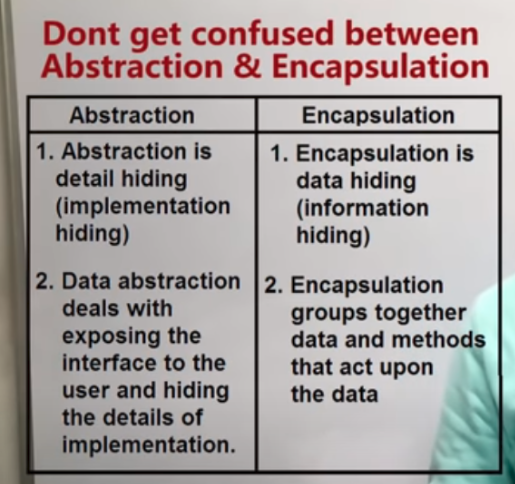 Dont get confused between
Abstraction & Encapsulation
Abstraction
1. Abstraction is
detail hiding
(implementation
hiding)
2. Data abstraction
deals with
exposing the
interface to the
user and hiding
the details of
implementation.
Encapsulation
1. Encapsulation is
data hiding
(information
hiding)
2. Encapsulation
groups together
data and methods
that act upon
the data